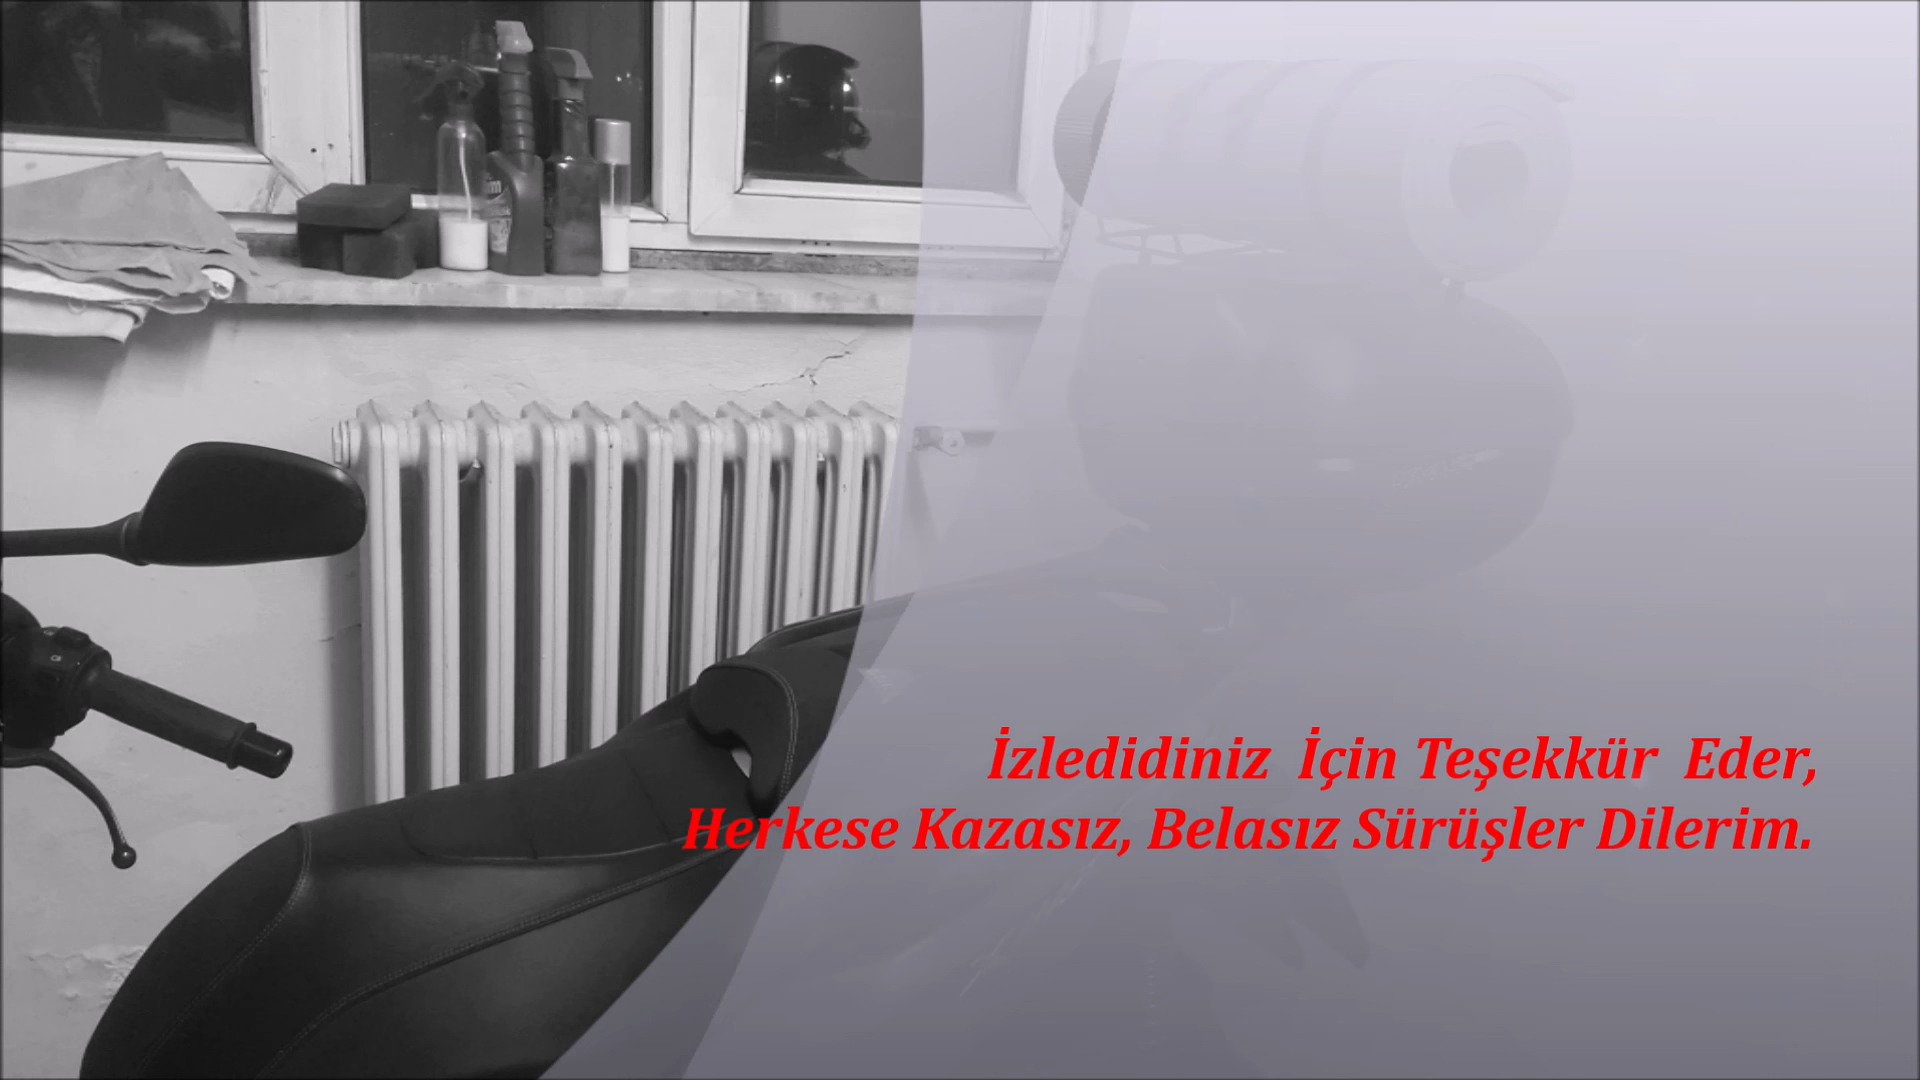 İzledidiniz İçin Teşekkür Eder,
Herkese Kazasız, Belasız Sürüşler Dilerim.